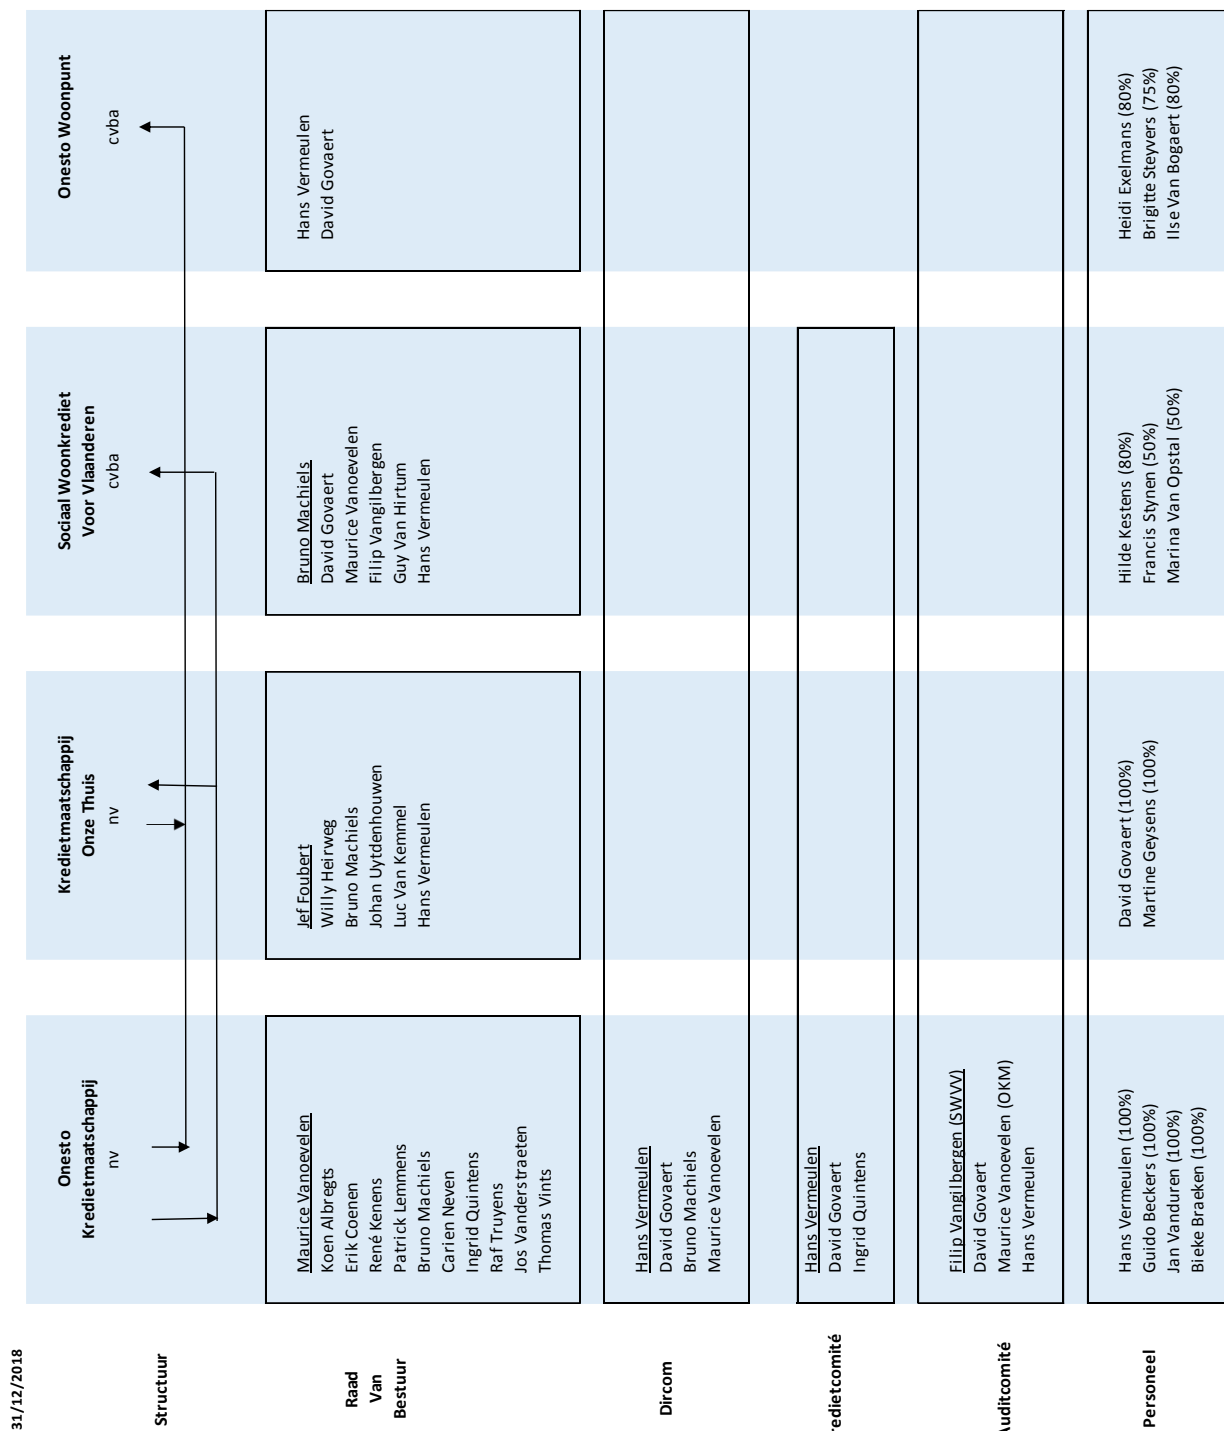 31/12/2018
Onesto
Kredietmaatschappij
Kredietmaatschappij
Onze Thuis
Sociaal Woonkrediet
Voor Vlaanderen
Onesto Woonpunt
Structuur
nv
nv
cvba
cvba
Raad
Van
Bestuur
Maurice Vanoevelen
Koen Albregts
Erik Coenen
René Kenens
Patrick Lemmens
Bruno Machiels
Carien Neven
Ingrid Quintens
Raf Truyens
Jos Vanderstraeten
Thomas Vints
Jef Foubert
Willy Heirweg
Bruno Machiels
Johan Uytdenhouwen
Luc Van Kemmel
Hans Vermeulen
Bruno Machiels
David Govaert
Maurice Vanoevelen
Filip Vangilbergen
Guy Van Hirtum
Hans Vermeulen
Hans Vermeulen
David Govaert
Dircom
Hans Vermeulen
David Govaert
Bruno Machiels
Maurice Vanoevelen
redietcomité
Hans Vermeulen
David Govaert
Ingrid Quintens
Auditcomité
Filip Vangilbergen (SWVV)
David Govaert
Maurice Vanoevelen (OKM)
Hans Vermeulen
Personeel
Hans Vermeulen (100%)
Guido Beckers (100%)
Jan Vanduren (100%)
Bieke Braeken (100%)
David Govaert (100%)
Martine Geysens (100%)
Hilde Kestens (80%)
Francis Stynen (50%)
Marina Van Opstal (50%)
Heidi Exelmans (80%)
Brigitte Steyvers (75%)
Ilse Van Bogaert (80%)